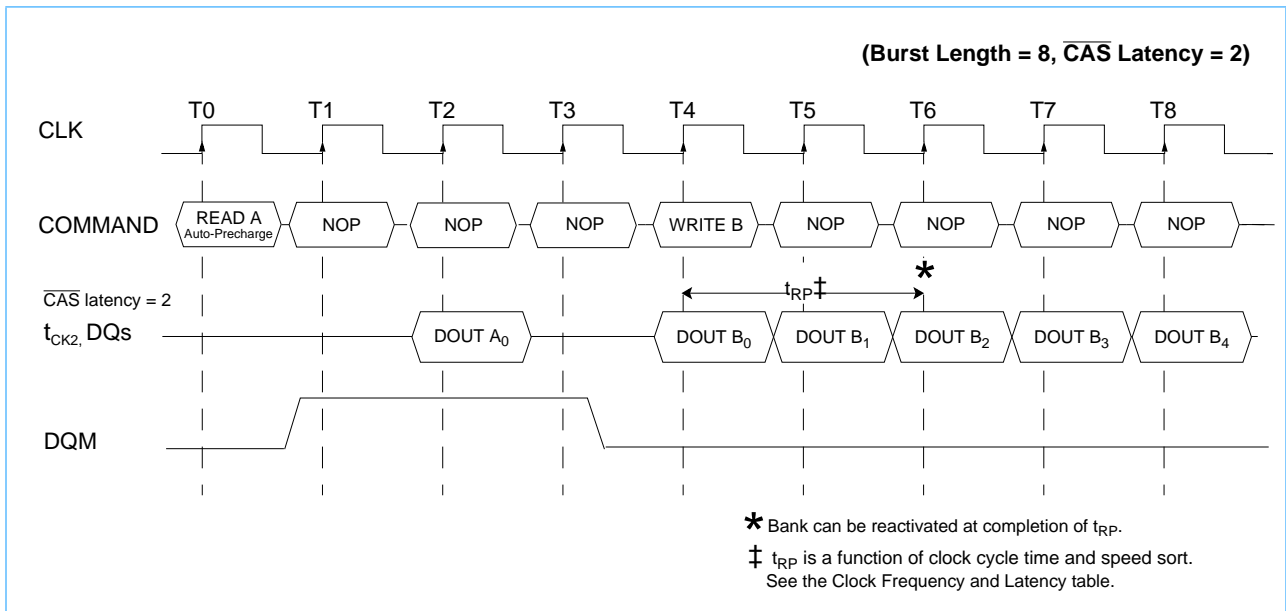 (Burst Length = 8, CAS Latency = 2)
T0 T1 T2 T3 T4 T5 T6 T7 T8
CLK
COMMAND
READ A NOP NOP NOP WRITE B NOP NOP NOP NOP
Auto-Precharge
*
CAS latency = 2
tRP‡
tCK2, DQs
DOUT A0 DOUT B0 DOUT B1 DOUT B2 DOUT B3 DOUT B4
DQM
* Bank can be reactivated at completion of tRP.
‡ tRP is a function of clock cycle time and speed sort.
See the Clock Frequency and Latency table.